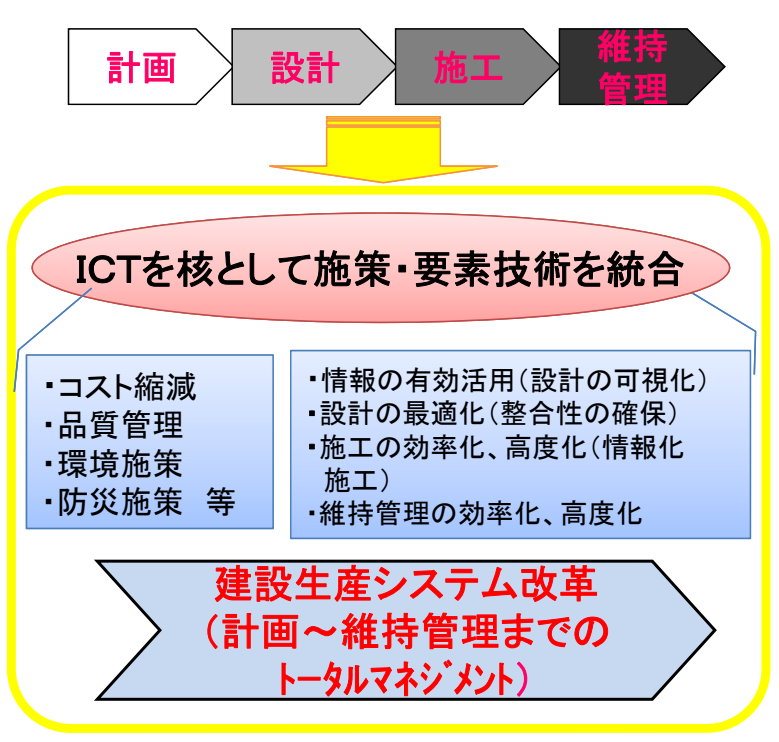 計画
設計
施工
維持
管理
ICTを核として施策・要素技術を統合
・コスト縮減
・品質管理
・環境施策
・防災施策　等
・情報の有効活用（設計の可視化）
・設計の最適化（整合性の確保）
・施工の効率化、高度化（情報化
施工）
・維持管理の効率化、高度化
建設生産システム改革
（計画～維持管理までの
トータルマネジメント）